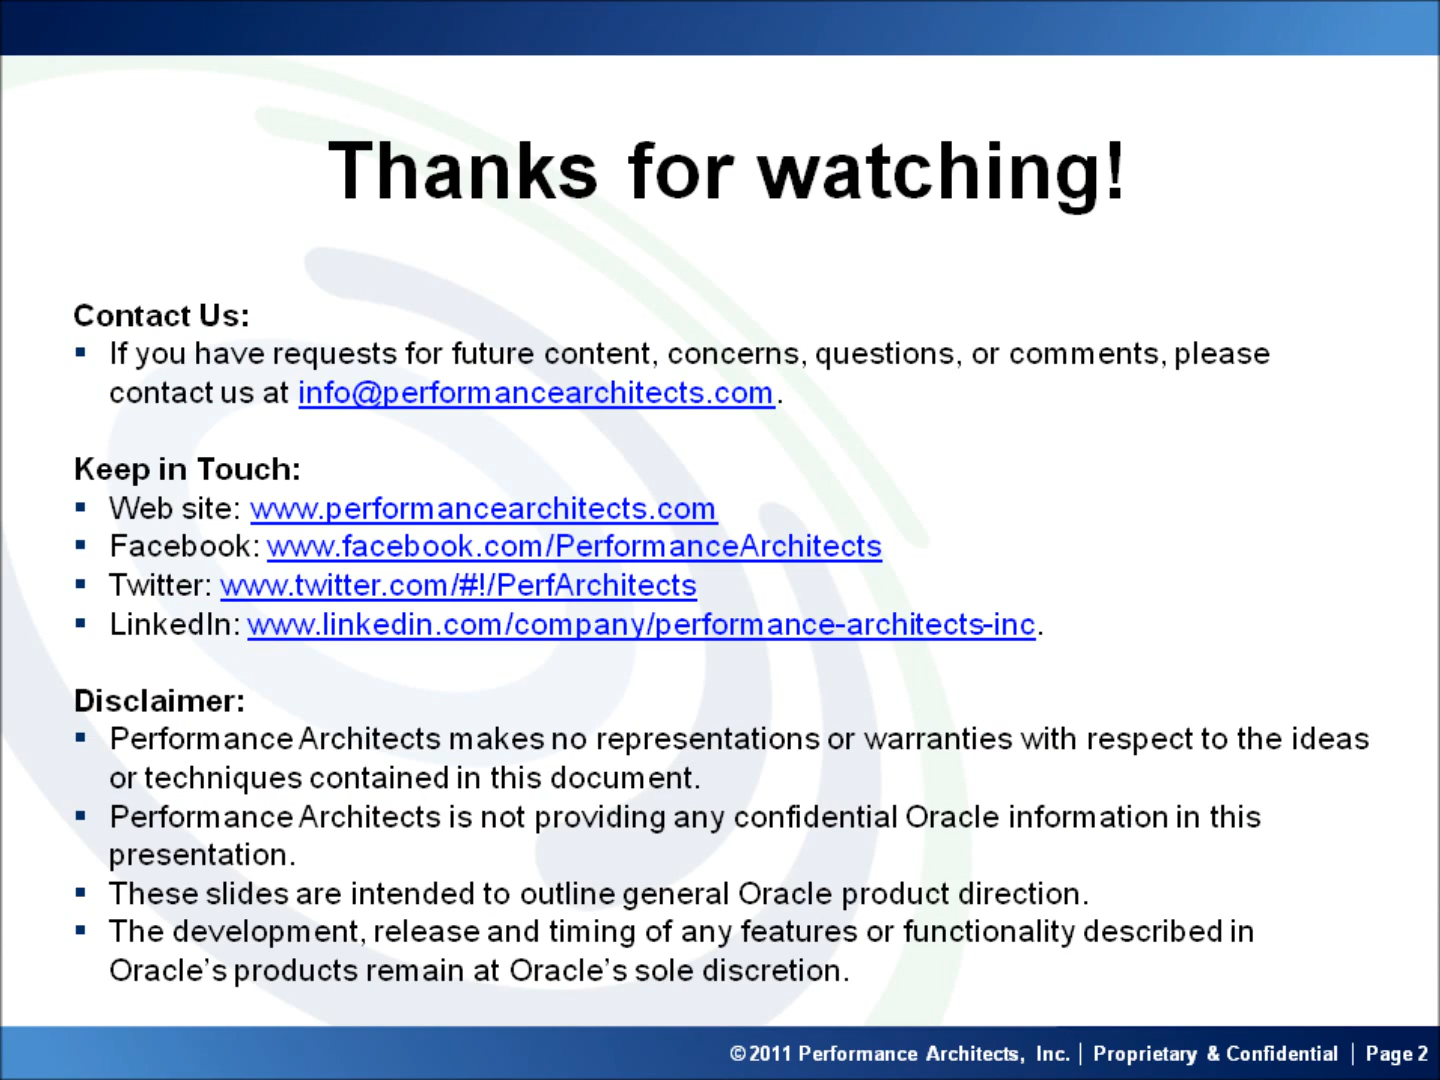 Thanks for watching!
Contact Us:
▪ If you have requests for future content, concerns, questions, or comments, please
contact us at info@performancearchitects.com.
Keep in Touch:
▪ Web site: www.performancearchitects.com
▪ Facebook: www.facebook.com/PerformanceArchitects
▪ Twitter: www.twitter.com/#!/PerfArchitects
▪ LinkedIn: www.linkedin.com/company/performance-architects-inc.
Disclaimer:
▪ Performance Architects makes no representations or warranties with respect to the ideas
or techniques contained in this document.
▪ Performance Architects is not providing any confidential Oracle information in this
presentation.
▪ These slides are intended to outline general Oracle product direction.
▪ The development, release and timing of any features or functionality described in
Oracle’s products remain at Oracle’s sole discretion.
©2011 Performance Architects, Inc. | Proprietary & Confidential | Page 2